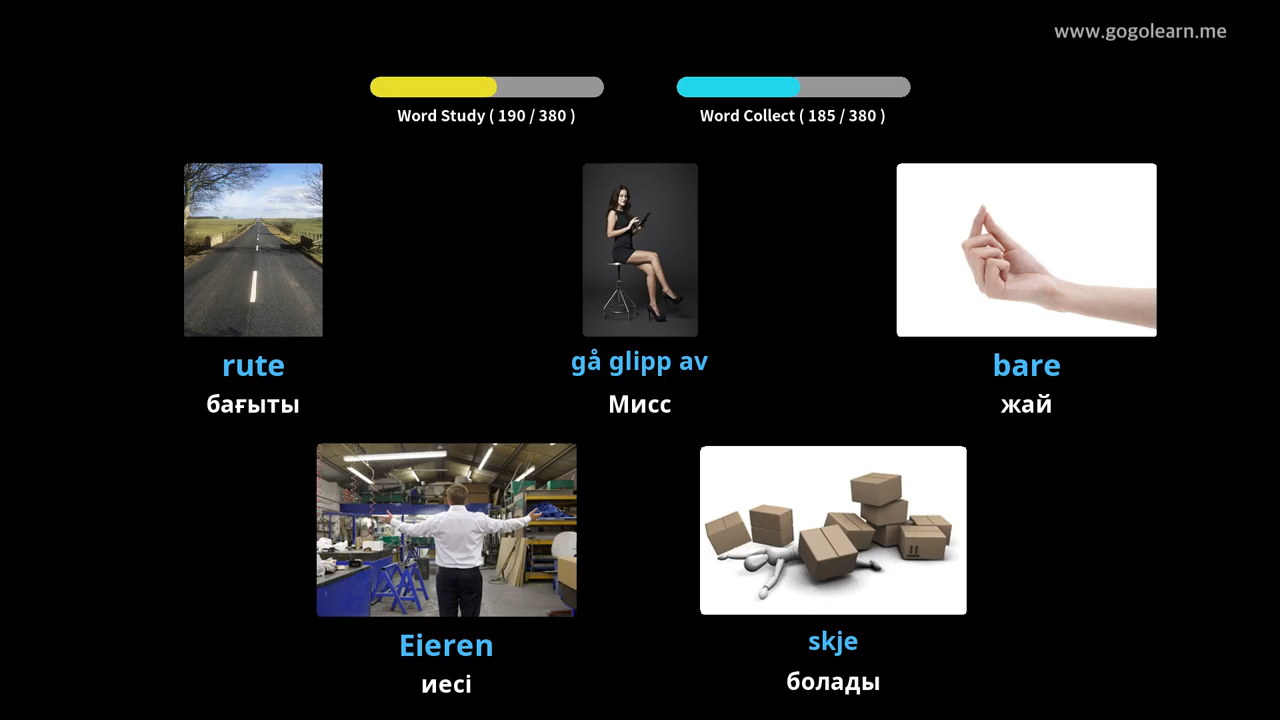 www.gogolearn.me
Word Study ( 190 / 380 )
Word Collect ( 185 / 380 )
rute
gå glipp av
bare
бағыты
Мисс
жай
Eieren
skje
иесі
болады